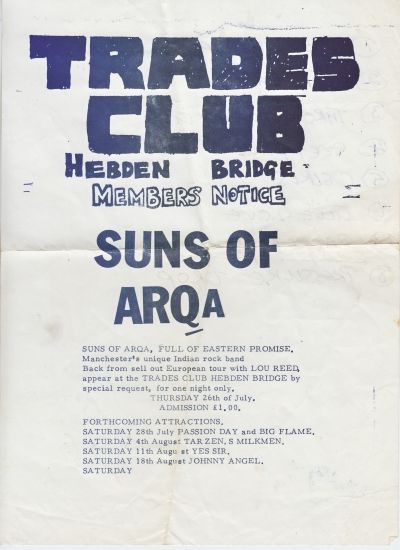 TRADES
CLUB
HEBDEN BRIDGE
MEMBERS NOTICE
SUNS OF
ARQA
SUNS OF ARQA, FULL OF EASTERN PROMISE.
Manchester's unique Indian rock band
Back from sell out European tour with LOU REED,
appear at the TRADES CLUB HEBDEN BRIDGE by
special request, for one night only.
THURSDAY 26th of July.
ADMISSION £1.00.
FORTHCOMING ATTRACTIONS.
SATURDAY 28th July PASSION DAY and BIG FLAME.
SATURDAY 4th August TARZEN, S MILKMEN.
SATURDAY 11th Augu st YES SIR.
SATURDAY 18th August JOHNNY ANGEL.
SATURDAY